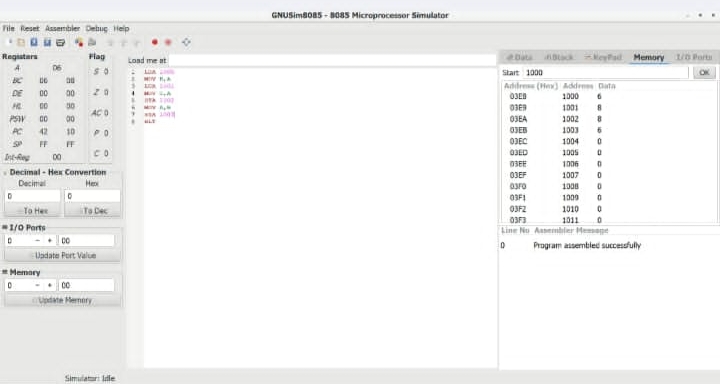 GNUSim8085 - 8085 Microprocessor Simulator
File Reset Assembler Debug Help
Registers
A 06
BC 06 08
DE 00 00
HL 00 00
PSW 00 00
PC 42 10
SP FF FF
Int-Reg 00
Flag
S 0
Z 0
AC 0
P 0
C 0
Decimal - Hex Convertion
Decimal Hex
0 0
To Hex To Dec
I/O Ports
0 - + 00
Update Port Value
Memory
0 - + 00
Update Memory
Load me at
1 LDA 1000
2 MOV B,A
3 LDA 1001
4 MOV C,A
5 STA 1002
6 MOV A,B
7 STA 1003
8 HLT
Data Stack KeyPad Memory I/O Ports
Start 1000 OK
Address (Hex) Address Data
03E8 1000 6
03E9 1001 8
03EA 1002 8
03EB 1003 6
03EC 1004 0
03ED 1005 0
03EE 1006 0
03EF 1007 0
03F0 1008 0
03F1 1009 0
03F2 1010 0
03F3 1011 0
Line No Assembler Message
0 Program assembled successfully
Simulator: Idle